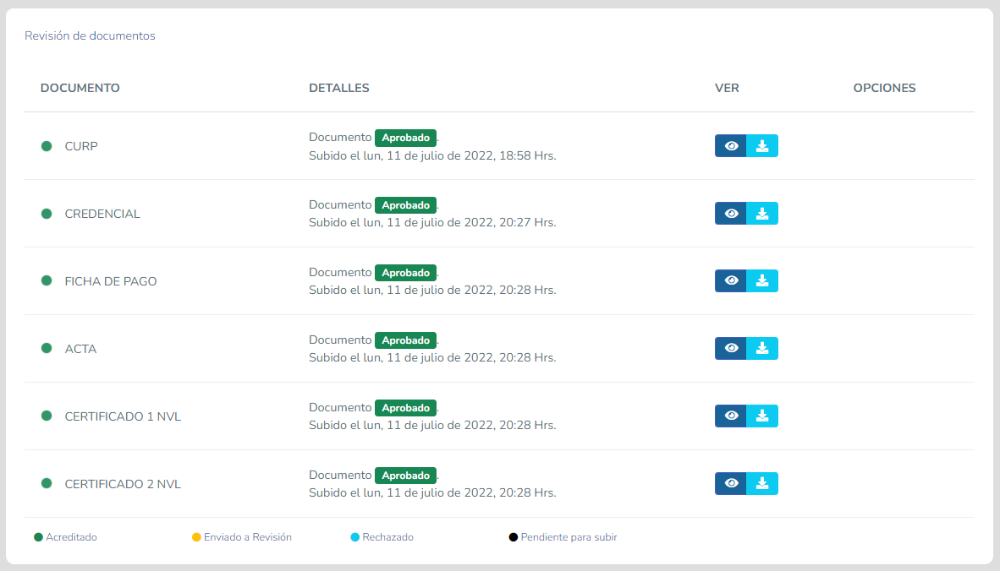 Revisión de documentos
DOCUMENTO DETALLES VER OPCIONES
CURP
Documento Aprobado.
Subido el lun, 11 de julio de 2022, 18:58 Hrs.
CREDENCIAL
Documento Aprobado.
Subido el lun, 11 de julio de 2022, 20:27 Hrs.
FICHA DE PAGO
Documento Aprobado.
Subido el lun, 11 de julio de 2022, 20:28 Hrs.
ACTA
Documento Aprobado.
Subido el lun, 11 de julio de 2022, 20:28 Hrs.
CERTIFICADO 1 NVL
Documento Aprobado.
Subido el lun, 11 de julio de 2022, 20:28 Hrs.
CERTIFICADO 2 NVL
Documento Aprobado.
Subido el lun, 11 de julio de 2022, 20:28 Hrs.
Acreditado Enviado a Revisión Rechazado Pendiente para subir